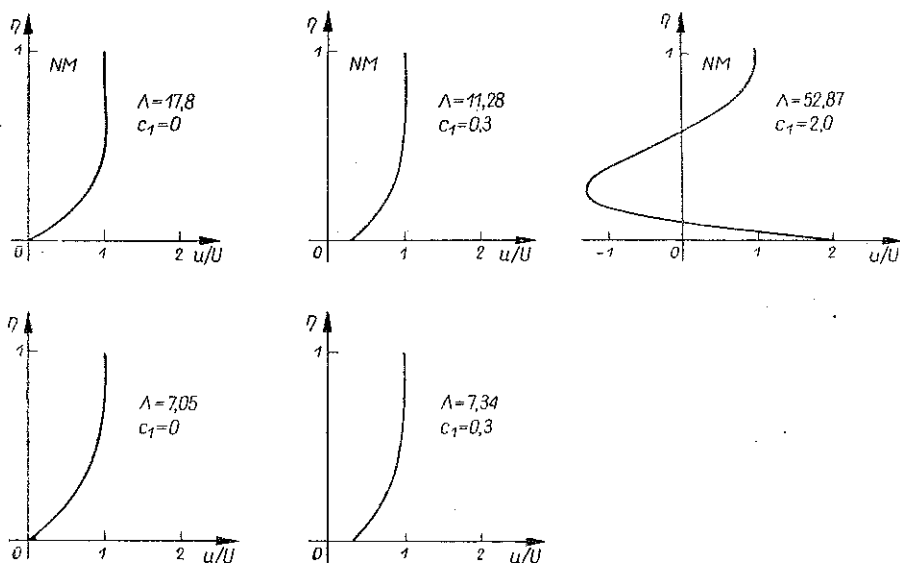 η
1
NM
Λ=17,8
c₁=0
0
1
2
u/U
η
1
NM
Λ=11,28
c₁=0,3
0
1
2
u/U
η
1
NM
Λ=52,87
c₁=2,0
-1
0
1
2
u/U
η
1
Λ=7,05
c₁=0
0
1
2
u/U
η
1
Λ=7,34
c₁=0,3
0
1
2
u/U